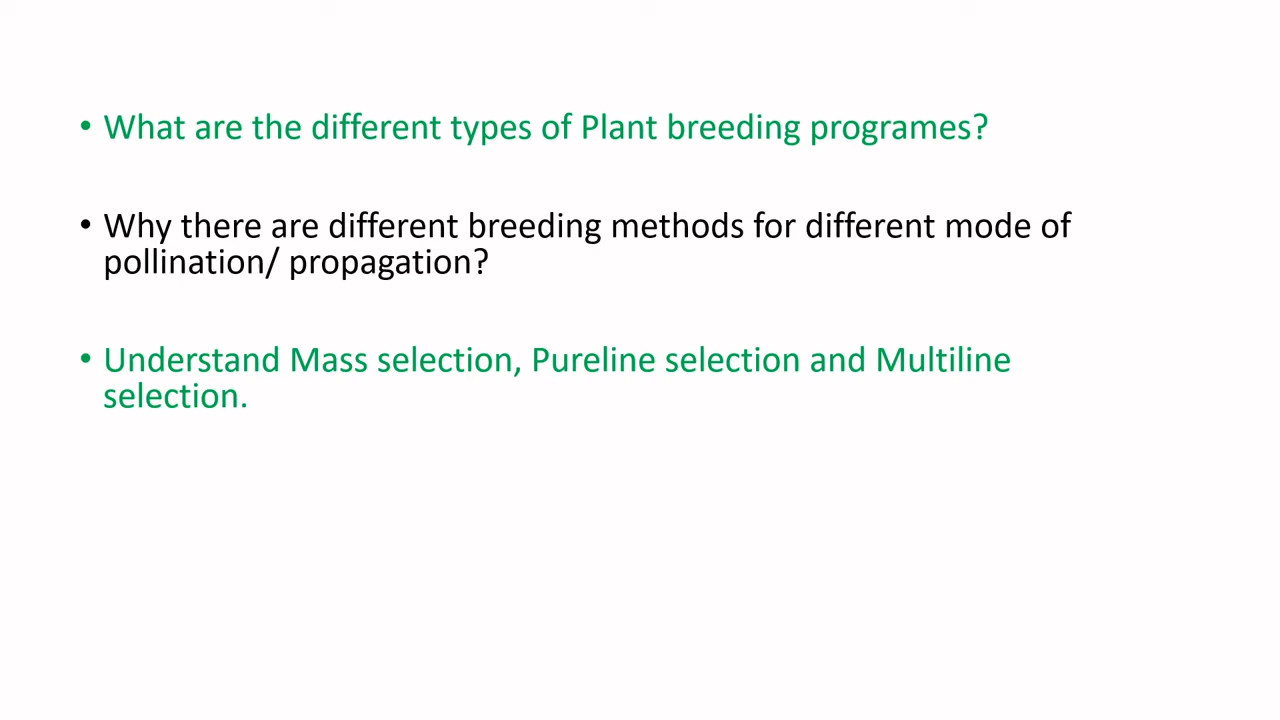 • What are the different types of Plant breeding programes?
• Why there are different breeding methods for different mode of
pollination/ propagation?
• Understand Mass selection, Pureline selection and Multiline
selection.